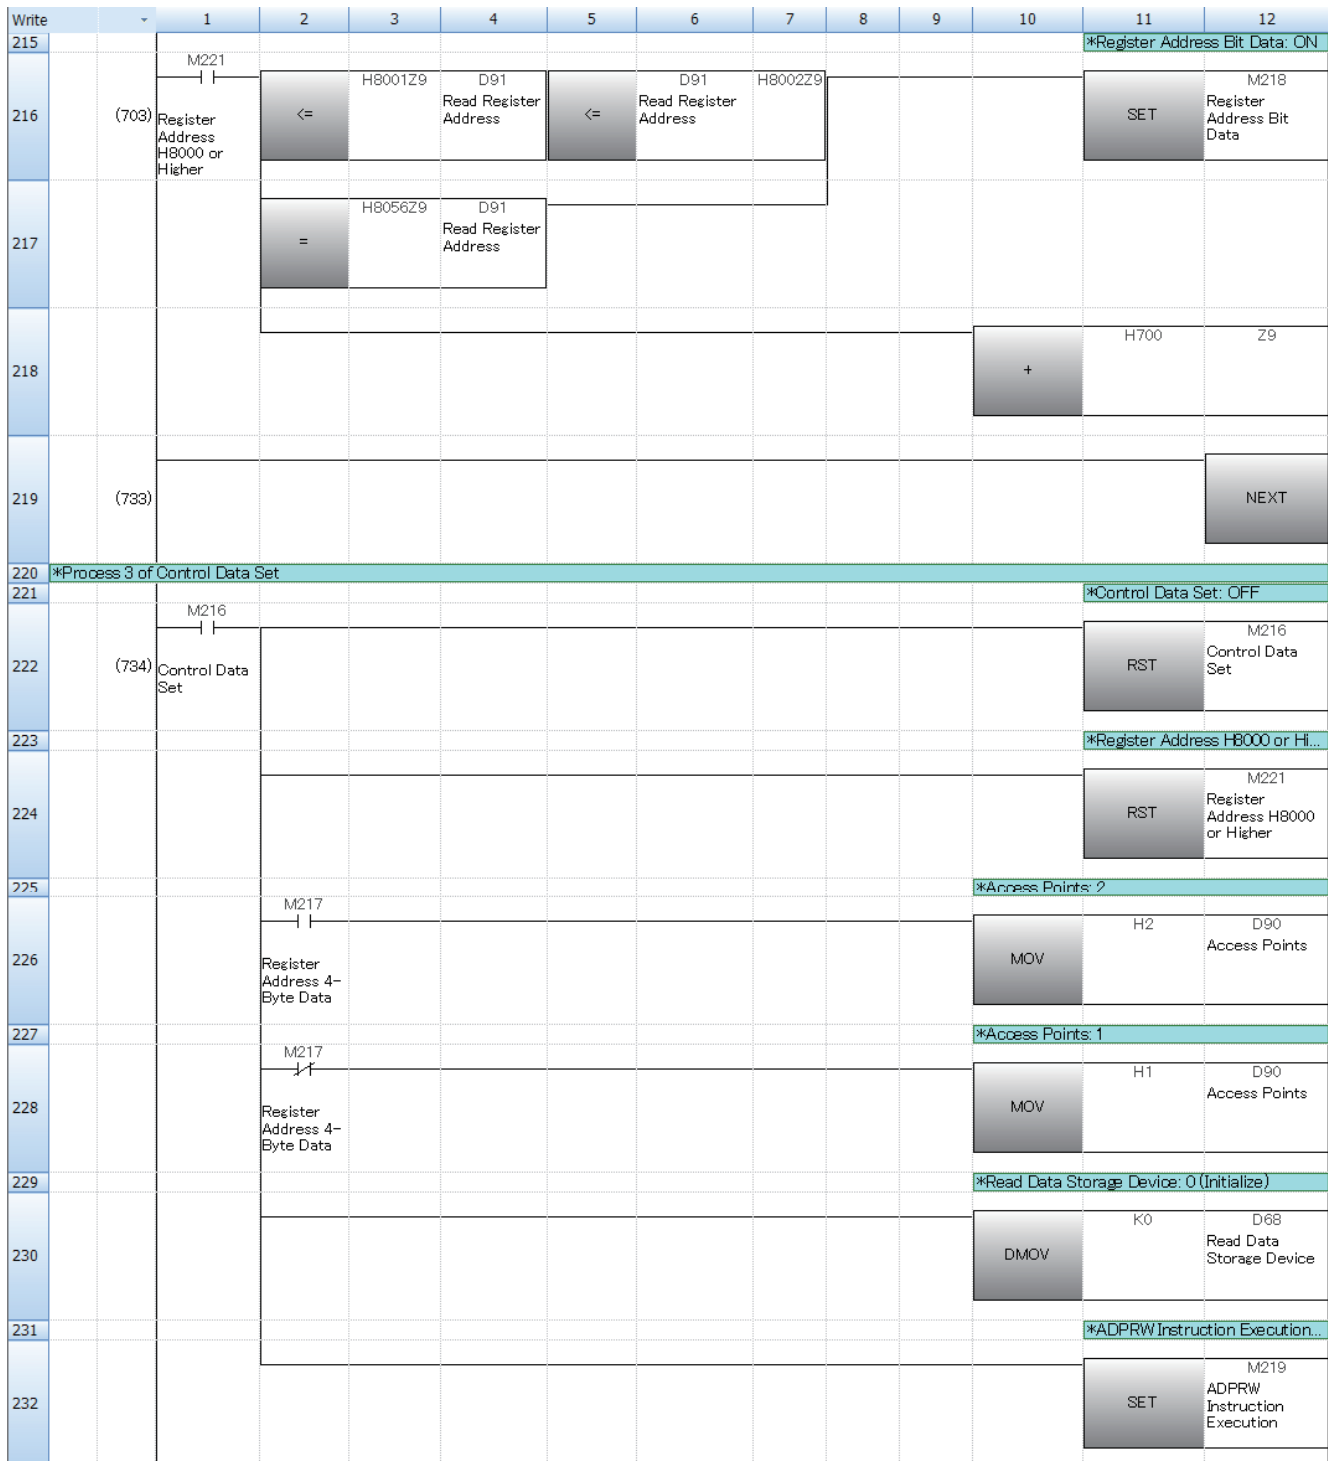 Write 1 2 3 4 5 6 7 8 9 10 11 12
215 *Register Address Bit Data: ON
216 (703)
M221
Register
Address
H8000 or
Higher
<= H8001Z9 D91
Read Register
Address
<= D91 H8002Z9
Read Register
Address
SET M218
Register
Address Bit
Data
217
= H8056Z9 D91
Read Register
Address
218
+ H700 Z9
219 (733) NEXT
220 *Process 3 of Control Data Set
221 *Control Data Set: OFF
222 (734)
M216
Control Data
Set
RST M216
Control Data
Set
223 *Register Address H8000 or Hi...
224
RST M221
Register
Address H8000
or Higher
225 *Access Points: 2
226
M217
Register
Address 4-
Byte Data
MOV H2 D90
Access Points
227 *Access Points: 1
228
M217
Register
Address 4-
Byte Data
MOV H1 D90
Access Points
229 *Read Data Storage Device: 0 (Initialize)
230
DMOV K0 D68
Read Data
Storage Device
231 *ADPRW Instruction Execution...
232
SET M219
ADPRW
Instruction
Execution